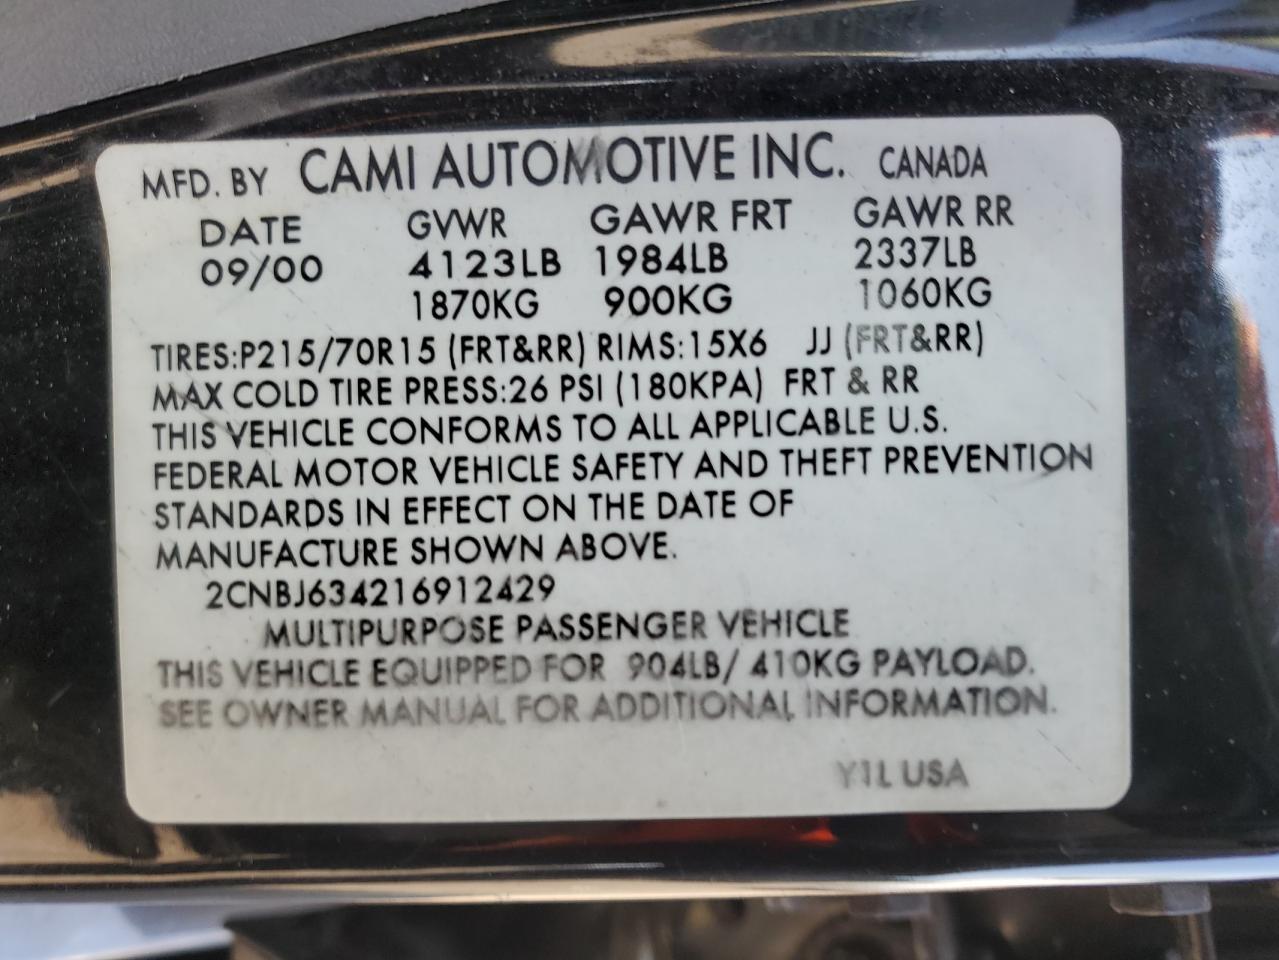 MFD. BY CAMI AUTOMOTIVE INC. CANADA
DATE GVWR GAWR FRT GAWR RR
09/00 4123LB 1984LB 2337LB
1870KG 900KG 1060KG
TIRES:P215/70R15 (FRT&RR) RIMS:15X6 JJ (FRT&RR)
MAX COLD TIRE PRESS:26 PSI (180KPA) FRT & RR
THIS VEHICLE CONFORMS TO ALL APPLICABLE U.S.
FEDERAL MOTOR VEHICLE SAFETY AND THEFT PREVENTION
STANDARDS IN EFFECT ON THE DATE OF
MANUFACTURE SHOWN ABOVE.
2CNBJ634216912429
MULTIPURPOSE PASSENGER VEHICLE
THIS VEHICLE EQUIPPED FOR 904LB/ 410KG PAYLOAD.
SEE OWNER MANUAL FOR ADDITIONAL INFORMATION.
Y1L USA